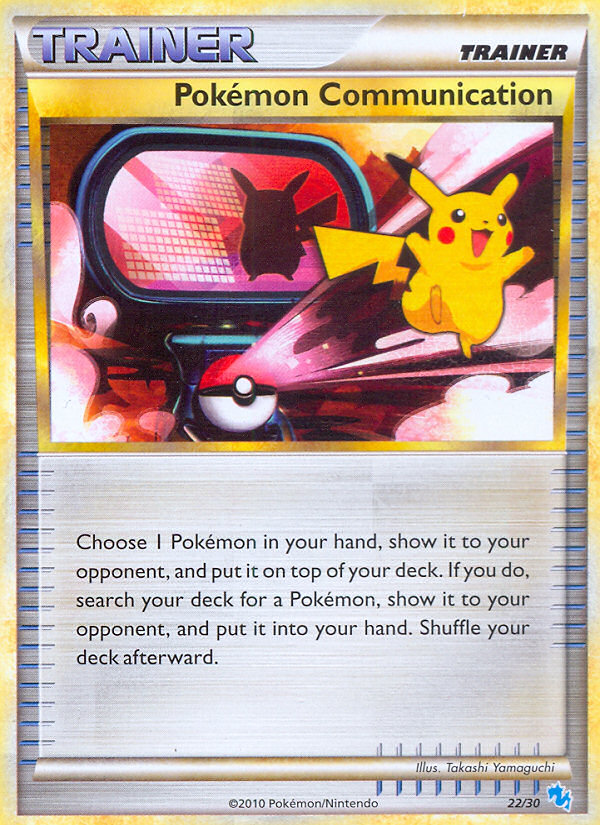 TRAINER
TRAINER
Pokémon Communication
Choose 1 Pokémon in your hand, show it to your
opponent, and put it on top of your deck. If you do,
search your deck for a Pokémon, show it to your
opponent, and put it into your hand. Shuffle your
deck afterward.
Illus. Takashi Yamaguchi
©2010 Pokémon/Nintendo
22/30